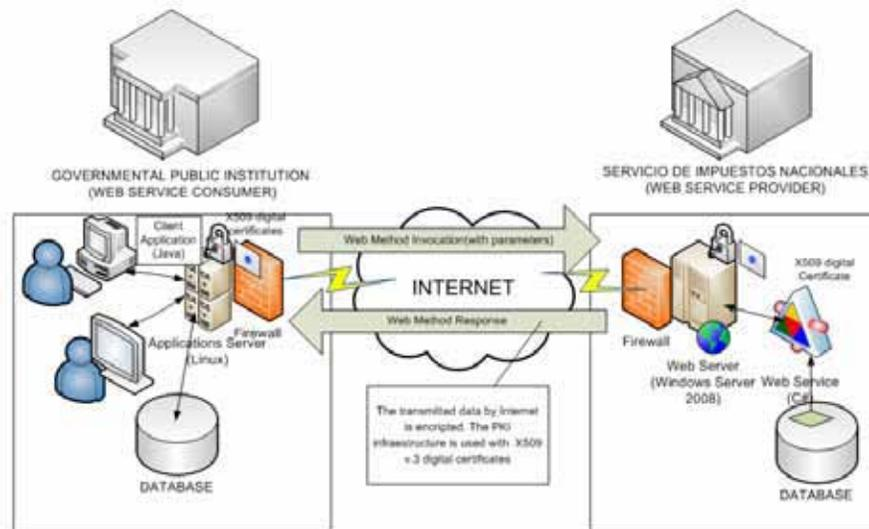 GOVERNMENTAL PUBLIC INSTITUTION
(WEB SERVICE CONSUMER)
SERVICIO DE IMPUESTOS NACIONALES
(WEB SERVICE PROVIDER)
Client
Application
(Java)
X509 digital
certificates
Web Method Invocation(with parameters)
INTERNET
Web Method Response
Firewall
Applications Server
(Linux)
DATABASE
The transmitted data by Internet
is encripted. The PKI
infraestructure is used with X509
v.3 digital certificates
X509 digital
Certificate
Firewall
Web Server
(Windows Server
2008)
Web Service
(C#
DATABASE